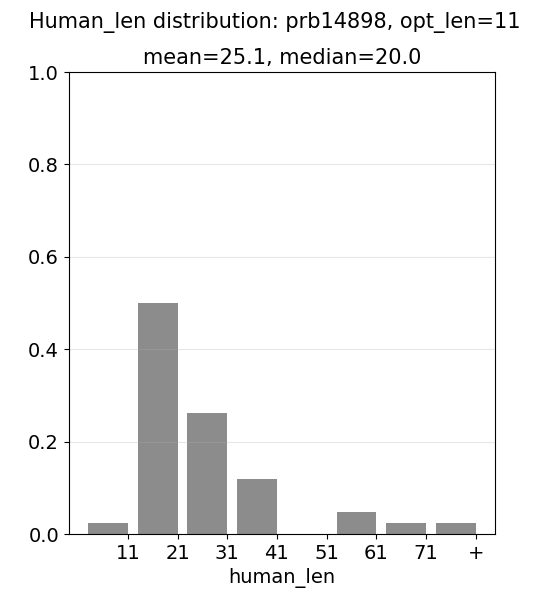 Human_len distribution: prb14898, opt_len=11
mean=25.1, median=20.0
1.0
0.8
0.6
0.4
0.2
0.0
11 21 31 41 51 61 71 +
human_len